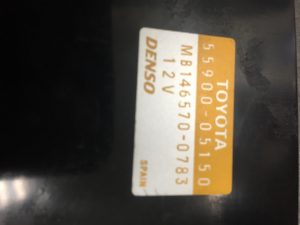 TOYOTA
55900-05150
MB146570-0783
12V
DENSO
SPAIN